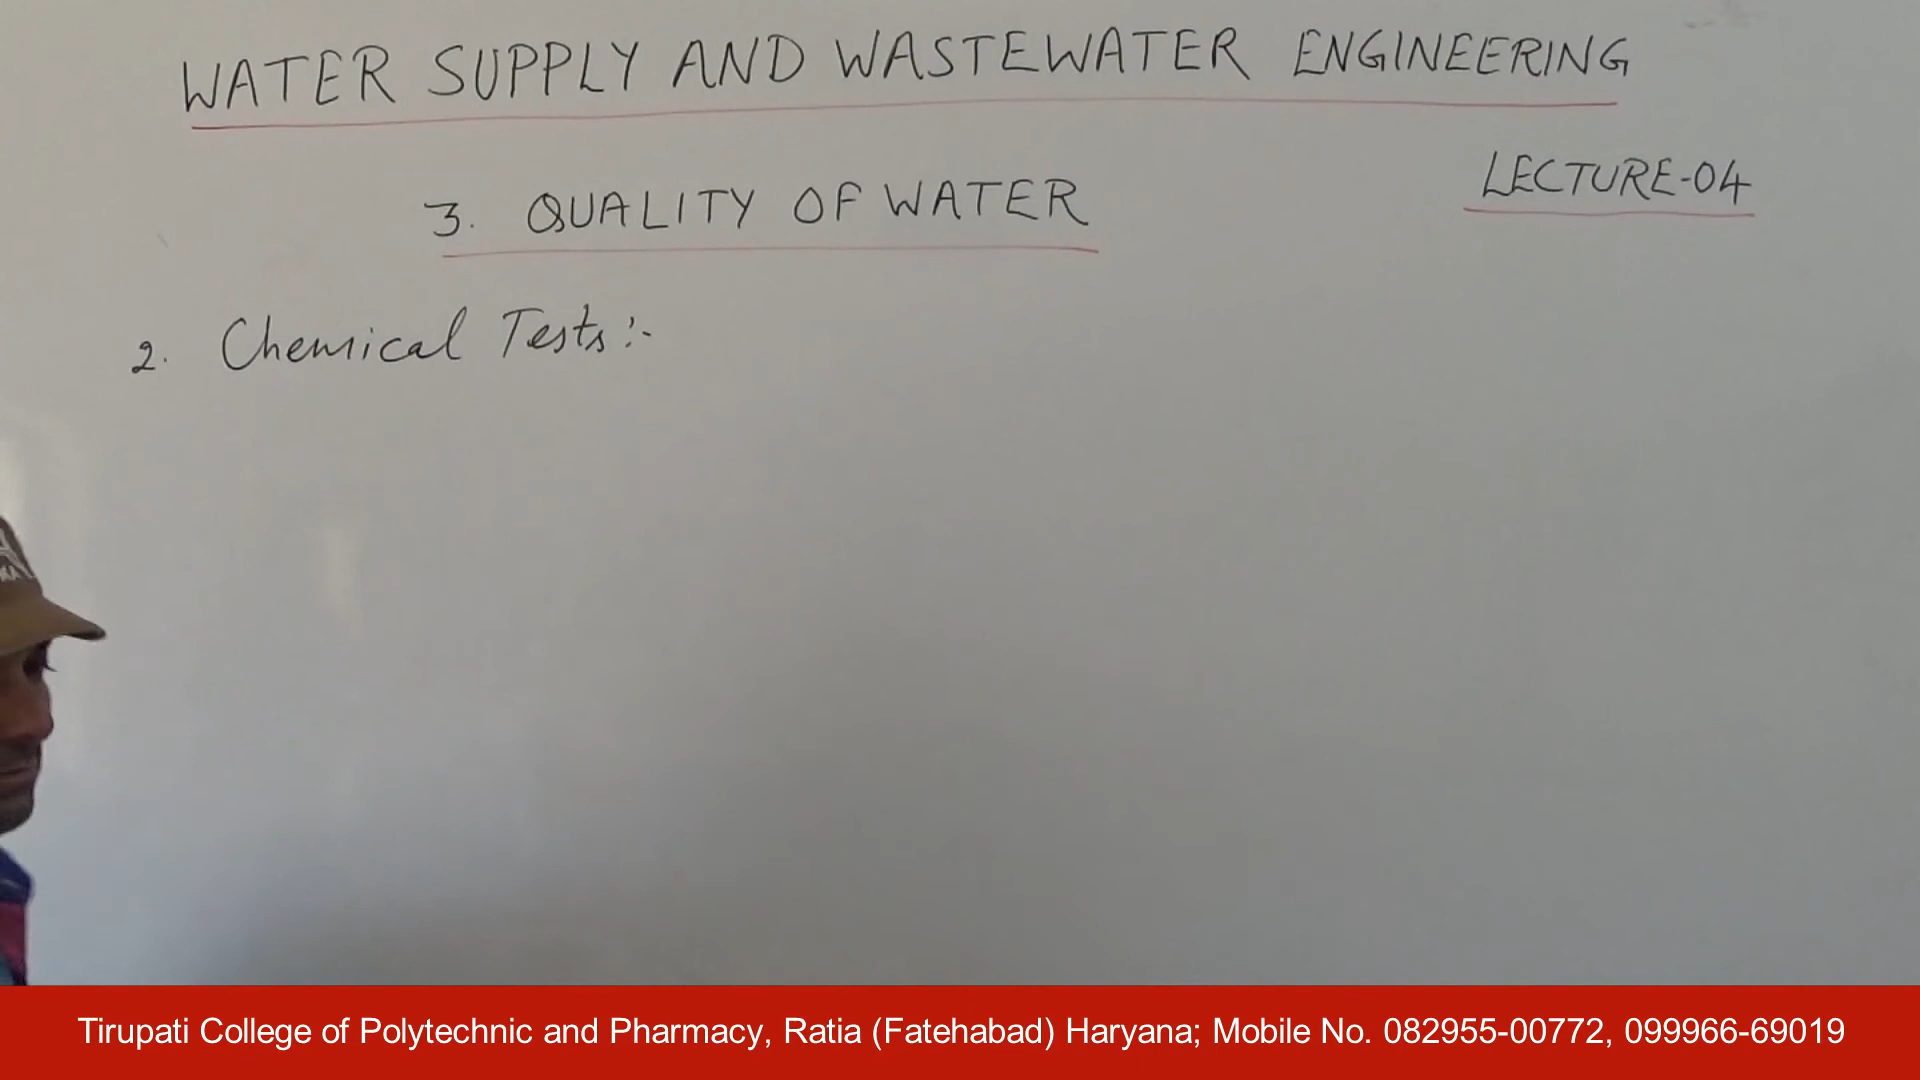 WATER SUPPLY AND WASTEWATER ENGINEERING
LECTURE-04
3. QUALITY OF WATER
2. Chemical Tests :-
Tirupati College of Polytechnic and Pharmacy, Ratia (Fatehabad) Haryana; Mobile No. 082955-00772, 099966-69019